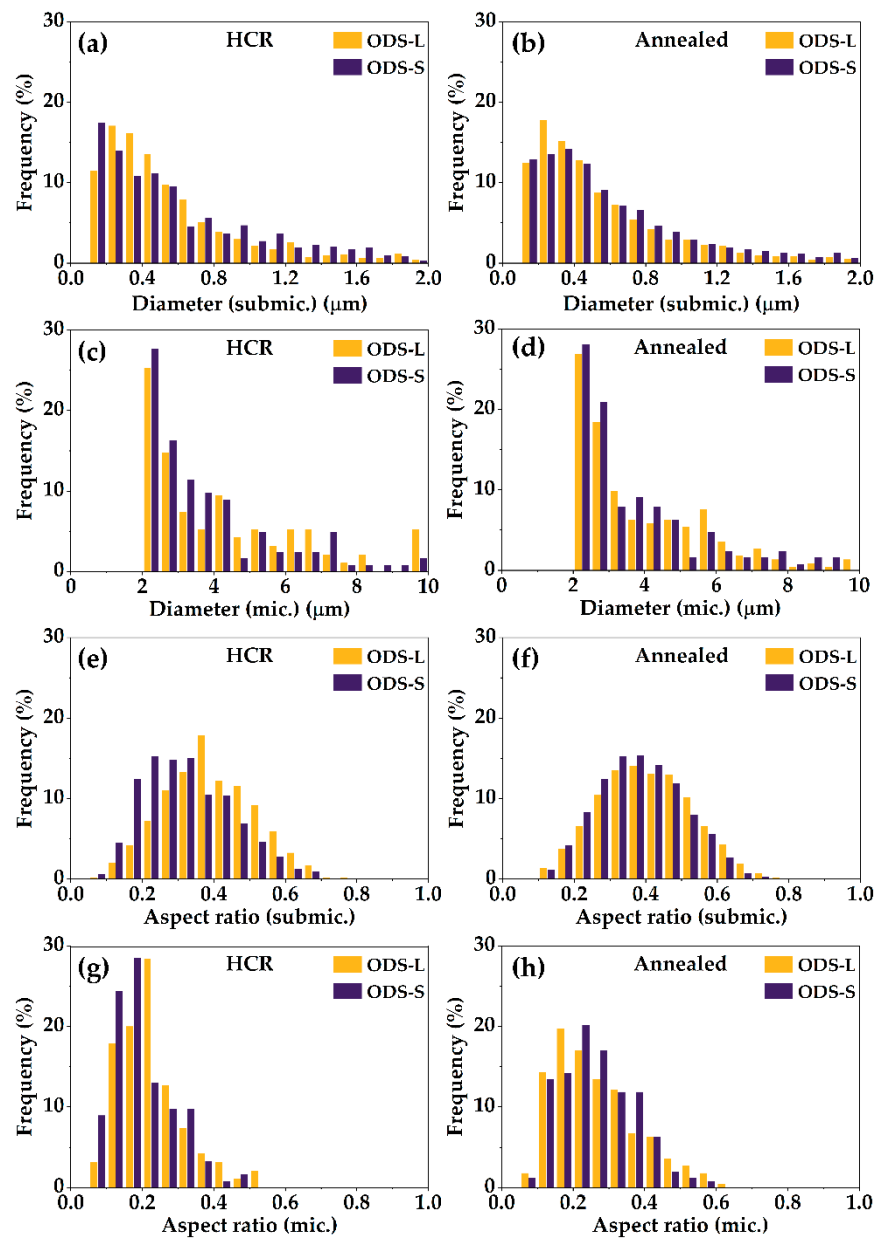 (a) HCR ODS-L
ODS-S
Frequency (%)
30
20
10
0
0.0 0.4 0.8 1.2 1.6 2.0
Diameter (submic.) (μm)
(b) Annealed ODS-L
ODS-S
Frequency (%)
30
20
10
0
0.0 0.4 0.8 1.2 1.6 2.0
Diameter (submic.) (μm)
(c) HCR ODS-L
ODS-S
Frequency (%)
30
20
10
0
0 2 4 6 8 10
Diameter (mic.) (μm)
(d) Annealed ODS-L
ODS-S
Frequency (%)
30
20
10
0
0 2 4 6 8 10
Diameter (mic.) (μm)
(e) HCR ODS-L
ODS-S
Frequency (%)
30
20
10
0
0.0 0.2 0.4 0.6 0.8 1.0
Aspect ratio (submic.)
(f) Annealed ODS-L
ODS-S
Frequency (%)
30
20
10
0
0.0 0.2 0.4 0.6 0.8 1.0
Aspect ratio (submic.)
(g) HCR ODS-L
ODS-S
Frequency (%)
30
20
10
0
0.0 0.2 0.4 0.6 0.8 1.0
Aspect ratio (mic.)
(h) Annealed ODS-L
ODS-S
Frequency (%)
30
20
10
0
0.0 0.2 0.4 0.6 0.8 1.0
Aspect ratio (mic.)